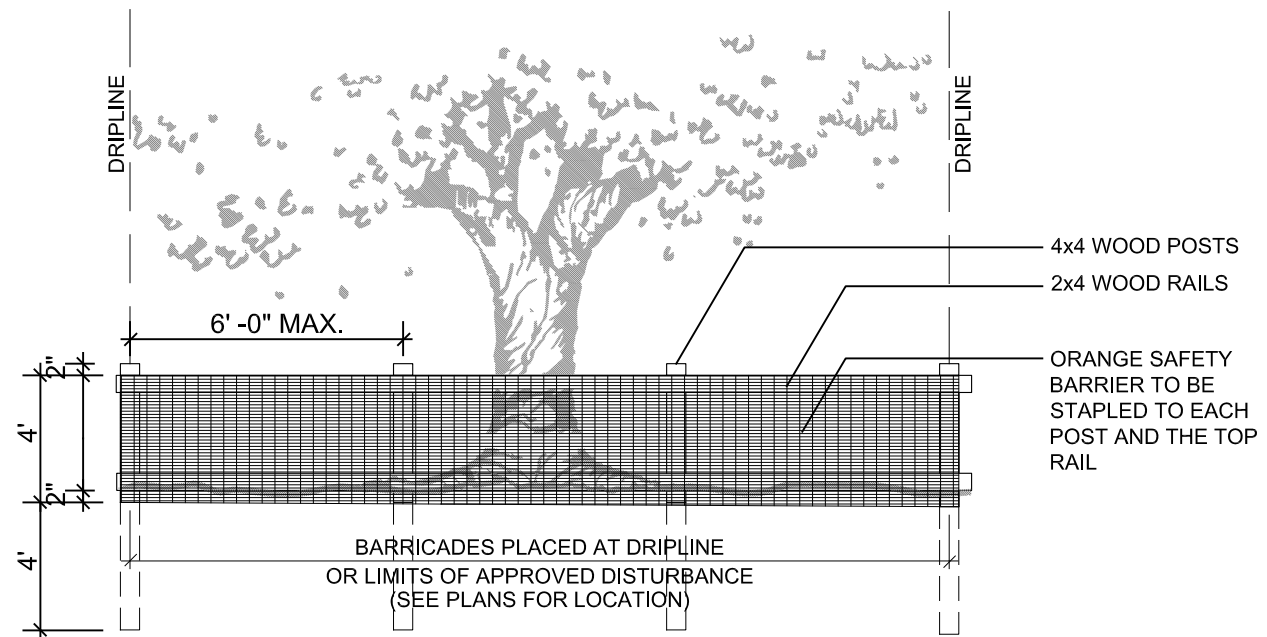 DRIPLINE
DRIPLINE
4x4 WOOD POSTS
2x4 WOOD RAILS
6' -0" MAX.
ORANGE SAFETY
BARRIER TO BE
STAPLED TO EACH
POST AND THE TOP
RAIL
2"
4'
2"
4'
BARRICADES PLACED AT DRIPLINE
OR LIMITS OF APPROVED DISTURBANCE
(SEE PLANS FOR LOCATION)